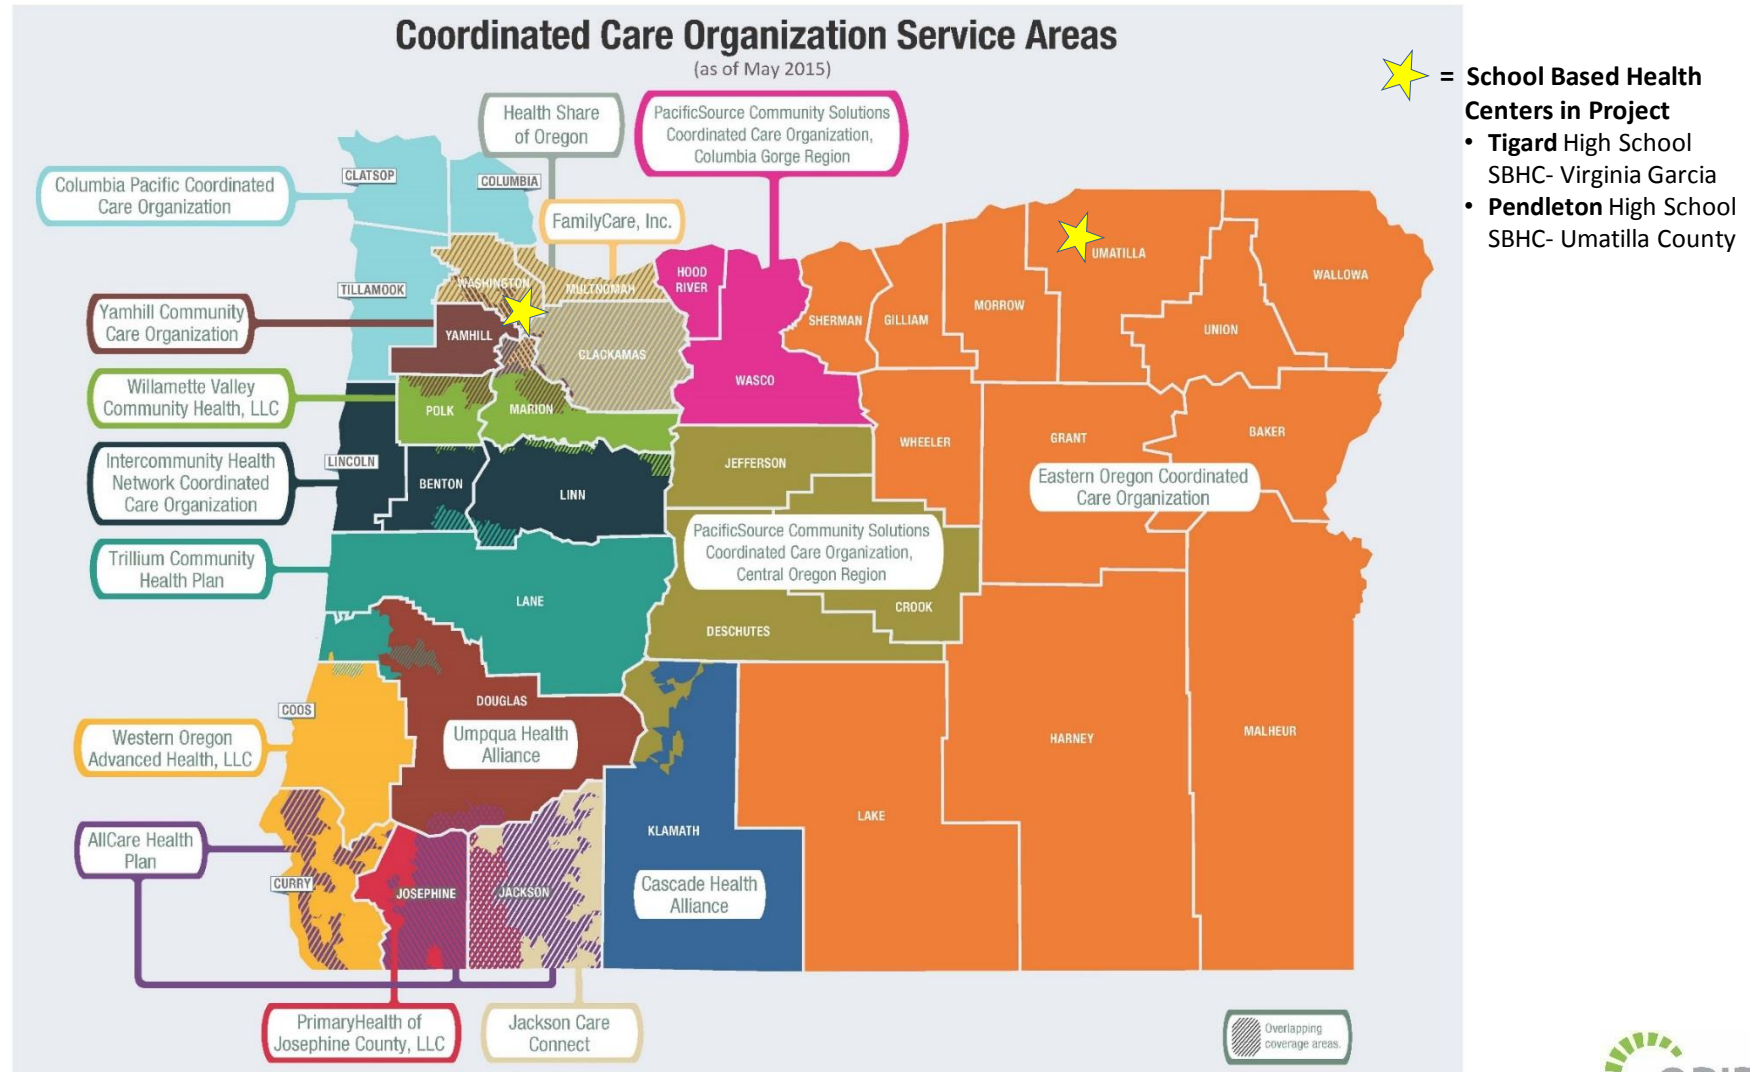 Coordinated Care Organization Service Areas
(as of May 2015)
= School Based Health
Centers in Project
• Tigard High School
SBHC- Virginia Garcia
• Pendleton High School
SBHC- Umatilla County
Health Share
of Oregon
PacificSource Community Solutions
Coordinated Care Organization,
Columbia Gorge Region
Columbia Pacific Coordinated
Care Organization
FamilyCare, Inc.
Yamhill Community
Care Organization
Willamette Valley
Community Health, LLC
Intercommunity Health
Network Coordinated
Care Organization
Trillium Community
Health Plan
Western Oregon
Advanced Health, LLC
AllCare Health
Plan
PrimaryHealth of
Josephine County, LLC
Jackson Care
Connect
Umpqua Health
Alliance
Cascade Health
Alliance
PacificSource Community Solutions
Coordinated Care Organization,
Central Oregon Region
Eastern Oregon Coordinated
Care Organization
CLATSOP
COLUMBIA
TILLAMOOK
WASHINGTON
MULTNOMAH
YAMHILL
CLACKAMAS
HOOD
RIVER
WASCO
SHERMAN
GILLIAM
MORROW
UMATILLA
UNION
WALLOWA
POLK
MARION
LINCOLN
BENTON
LINN
JEFFERSON
WHEELER
GRANT
BAKER
LANE
CROOK
DESCHUTES
COOS
DOUGLAS
CURRY
JOSEPHINE
JACKSON
KLAMATH
LAKE
HARNEY
MALHEUR
Overlapping
coverage areas.